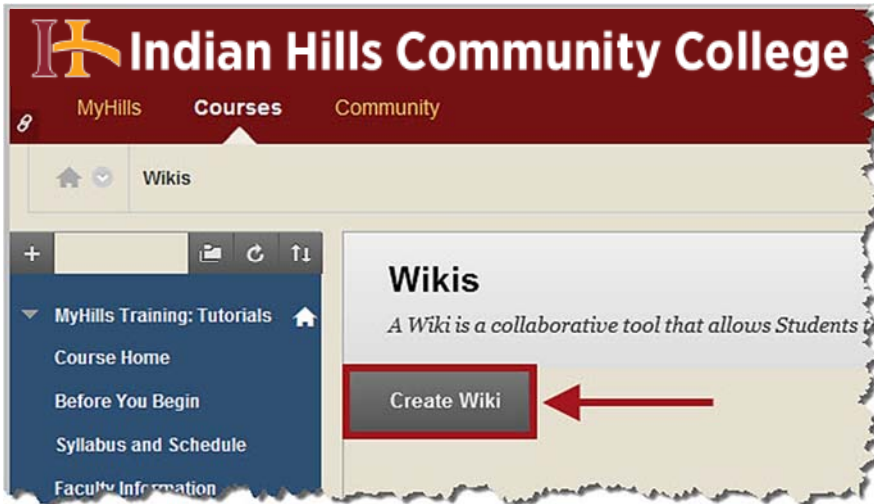 Indian Hills Community College
MyHills Courses Community
Wikis
MyHills Training: Tutorials
Course Home
Before You Begin
Syllabus and Schedule
Faculty Information
Wikis
A Wiki is a collaborative tool that allows Students
Create Wiki